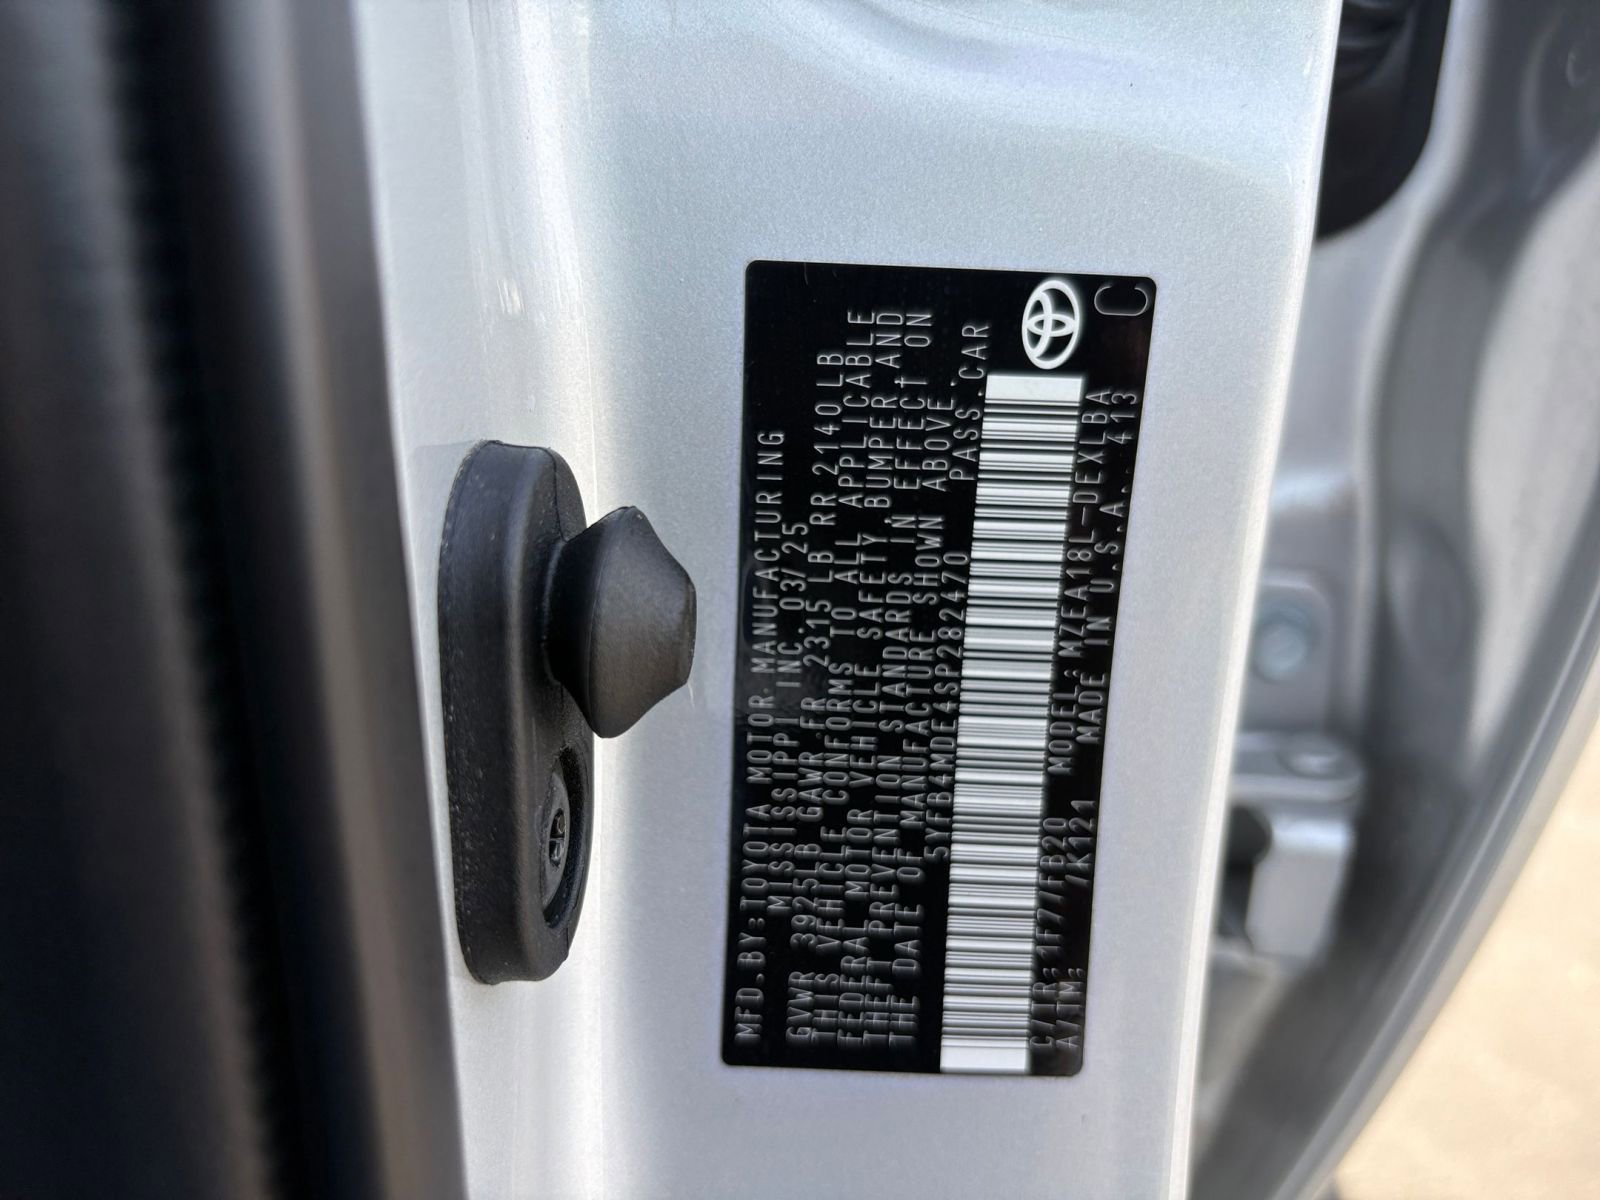 MFD.BY:TOYOTA MOTOR MANUFACTURING
MISSISSIPPI INC. 03/25
GVWR 3925LB GAWR FR 2315 LB RR 2140LB
THIS VEHICLE CONFORMS TO ALL APPLICABLE
FEDERAL MOTOR VEHICLE SAFETY, BUMPER, AND
THEFT PREVENTION STANDARDS IN EFFECT ON
THE DATE OF MANUFACTURE SHOWN ABOVE.
5YFB4MDE4SP282470 PASS.CAR
C/TR:1F7/FB20 MODEL:MZEA18L-DEXLBA
A/TM: /K121 MADE IN U.S.A. 413
C